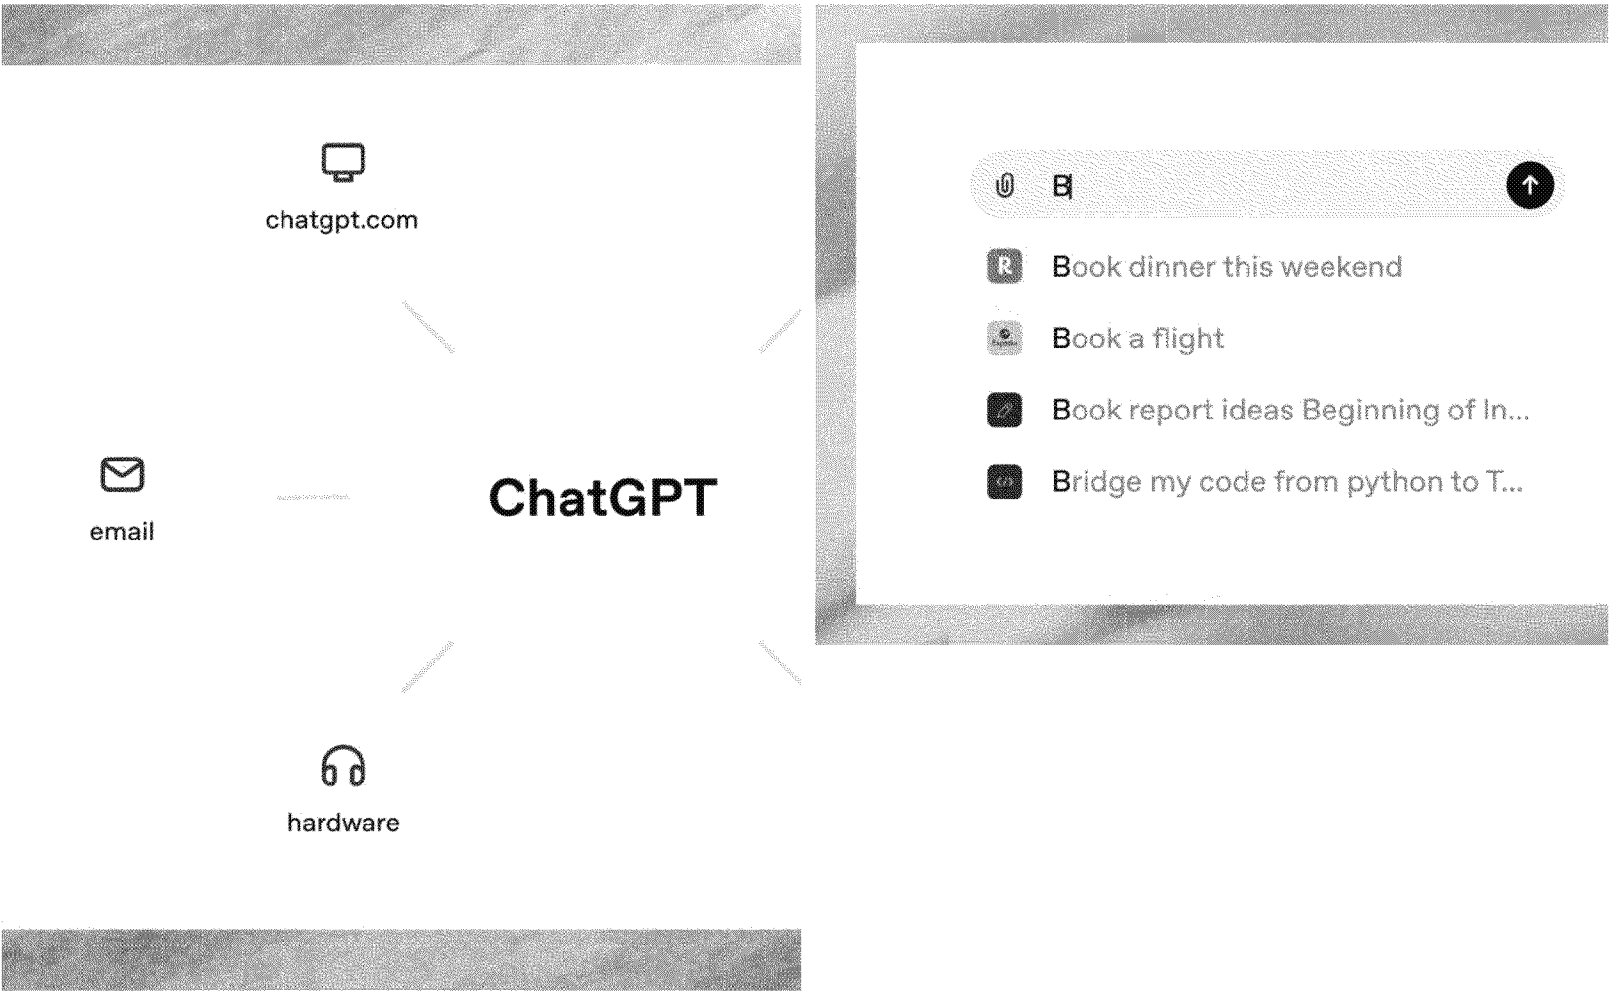 chatgpt.com
email
ChatGPT
hardware
B
R
Book dinner this weekend
Book a flight
Book report ideas Beginning of In...
Bridge my code from python to T...